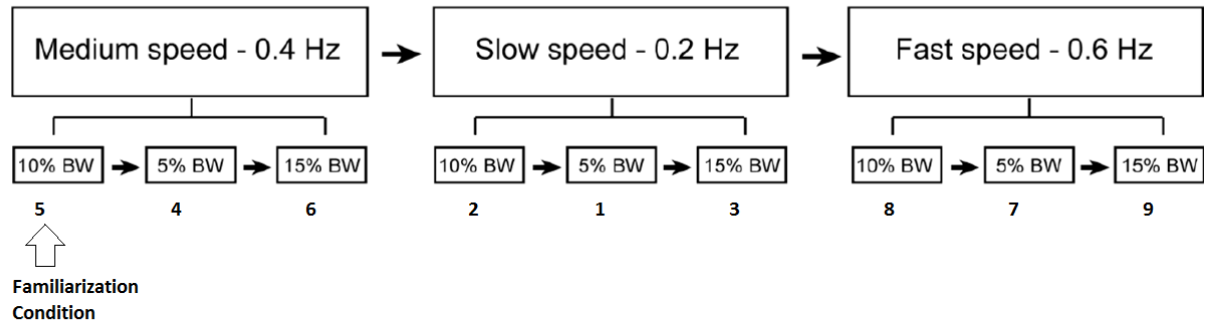 Medium speed - 0.4 Hz
Slow speed - 0.2 Hz
Fast speed - 0.6 Hz
10% BW
5% BW
15% BW
10% BW
5% BW
15% BW
10% BW
5% BW
15% BW
5
4
6
2
1
3
8
7
9
Familiarization
Condition